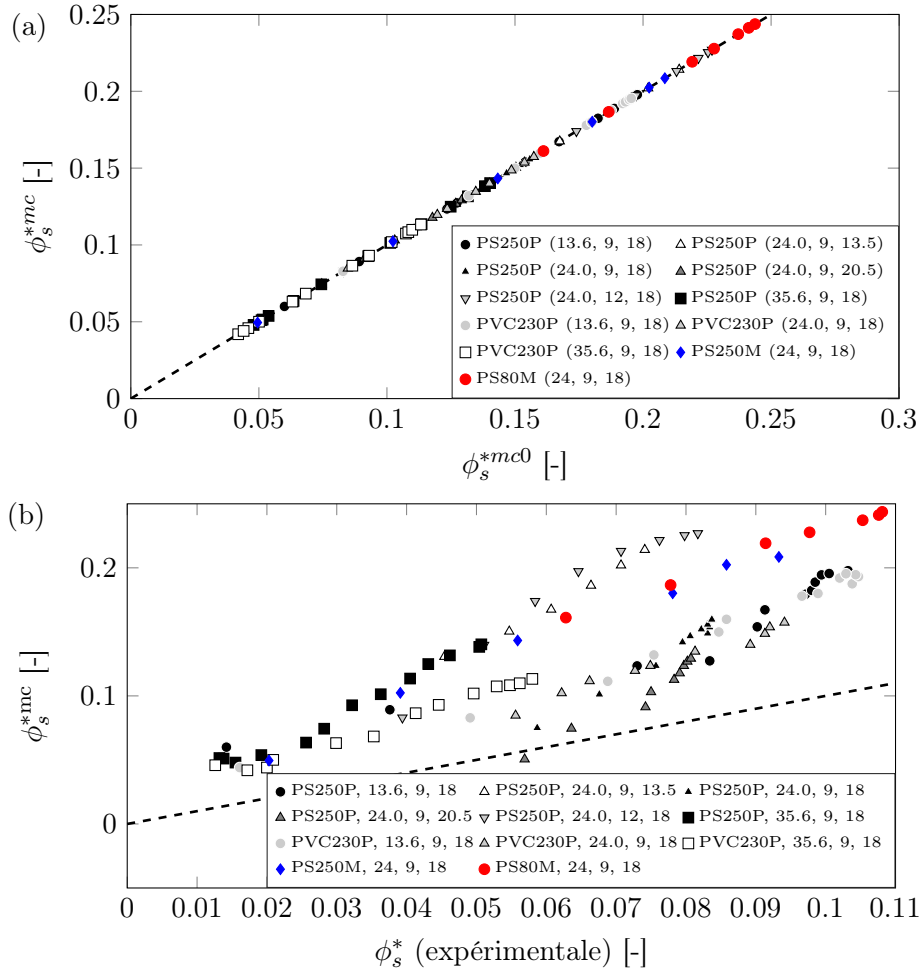 (a)
0.25
0.2
0.15
0.1
0.05
0
ϕ_s^{*mc} [-]
PS250P (13.6, 9, 18) PS250P (24.0, 9, 13.5)
PS250P (24.0, 9, 18) PS250P (24.0, 9, 20.5)
PS250P (24.0, 12, 18) PS250P (35.6, 9, 18)
PVC230P (13.6, 9, 18) PVC230P (24.0, 9, 18)
PVC230P (35.6, 9, 18) PS250M (24, 9, 18)
PS80M (24, 9, 18)
0 0.05 0.1 0.15 0.2 0.25 0.3
ϕ_s^{*mc0} [-]
(b)
0.2
0.1
0
ϕ_s^{*mc} [-]
PS250P, 13.6, 9, 18 PS250P, 24.0, 9, 13.5 PS250P, 24.0, 9, 18
PS250P, 24.0, 9, 20.5 PS250P, 24.0, 12, 18 PS250P, 35.6, 9, 18
PVC230P, 13.6, 9, 18 PVC230P, 24.0, 9, 18 PVC230P, 35.6, 9, 18
PS250M, 24, 9, 18 PS80M, 24, 9, 18
0 0.01 0.02 0.03 0.04 0.05 0.06 0.07 0.08 0.09 0.1 0.11
ϕ_s^* (expérimentale) [-]